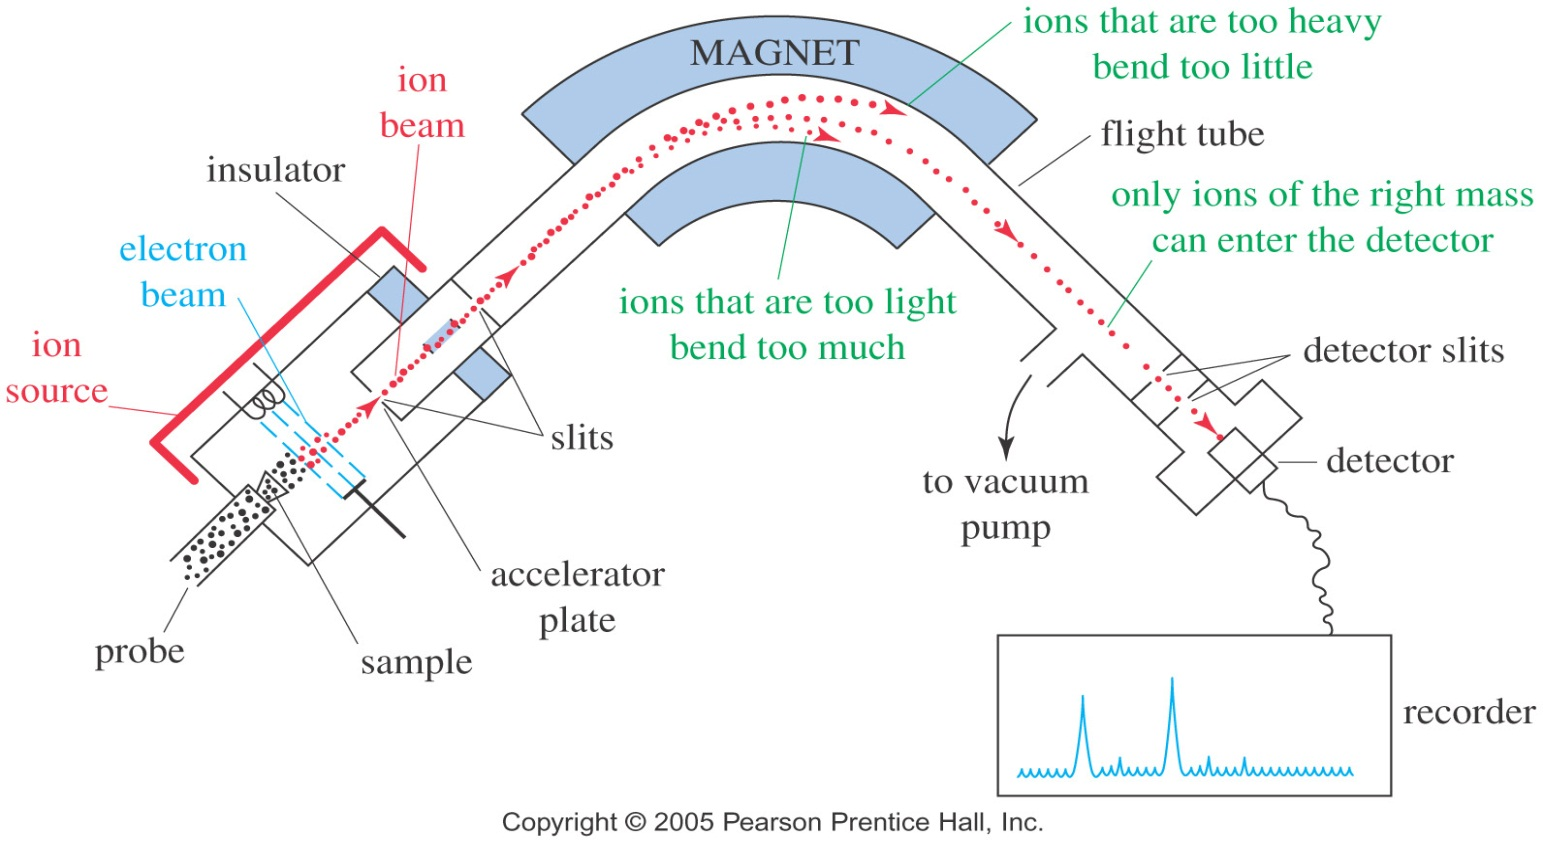 MAGNET
ions that are too heavy
bend too little
ion
beam
flight tube
insulator
only ions of the right mass
can enter the detector
electron
beam
ions that are too light
bend too much
ion
source
detector slits
slits
detector
to vacuum
pump
accelerator
plate
probe
sample
recorder
Copyright © 2005 Pearson Prentice Hall, Inc.